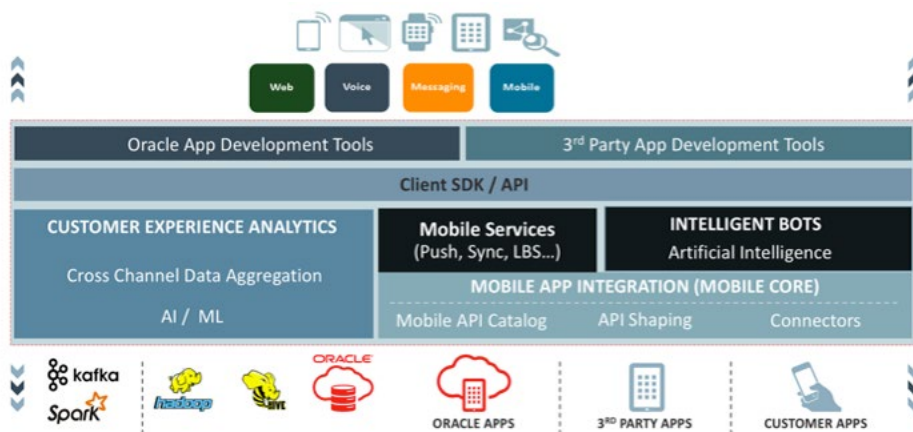 Web
Voice
Messaging
Mobile
Oracle App Development Tools
3rd Party App Development Tools
Client SDK / API
CUSTOMER EXPERIENCE ANALYTICS
Cross Channel Data Aggregation
AI / ML
Mobile Services
(Push, Sync, LBS...)
INTELLIGENT BOTS
Artificial Intelligence
MOBILE APP INTEGRATION (MOBILE CORE)
Mobile API Catalog
API Shaping
Connectors
kafka
Spark
hadoop
HIVE
ORACLE
ORACLE APPS
3RD PARTY APPS
CUSTOMER APPS